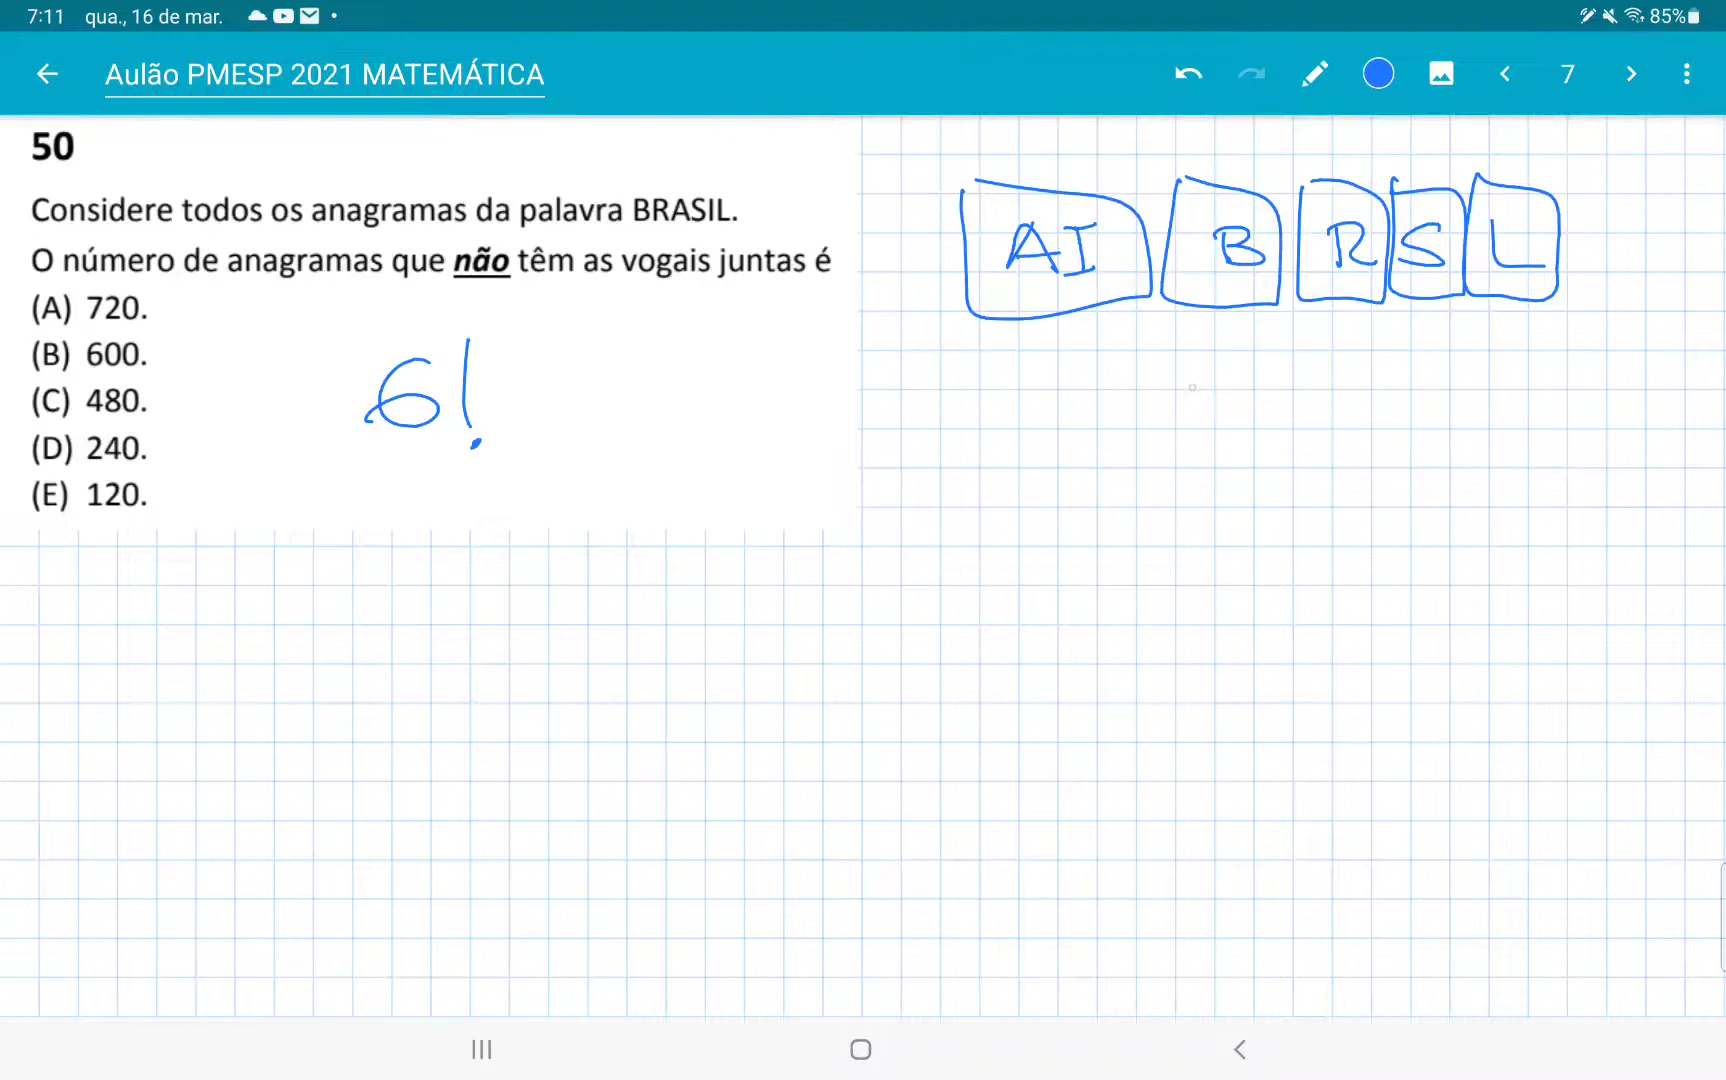 7:11 qua., 16 de mar. 85%
Aulão PMESP 2021 MATEMÁTICA 7
50
Considere todos os anagramas da palavra BRASIL.
O número de anagramas que não têm as vogais juntas é
(A) 720.
(B) 600.
(C) 480.
(D) 240.
(E) 120.
6!
AI B R S L